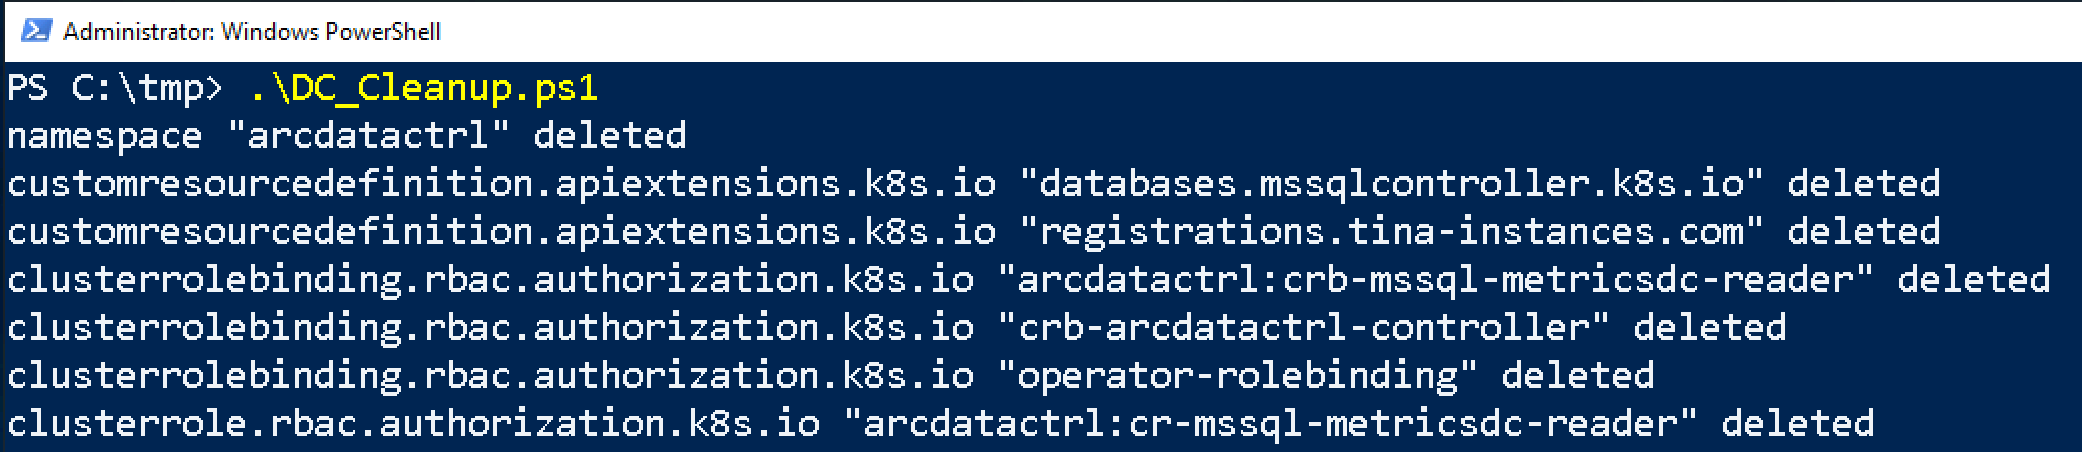 Administrator: Windows PowerShell
PS C:\tmp> .\DC_Cleanup.ps1
namespace "arcdatactrl" deleted
customresourcedefinition.apiextensions.k8s.io "databases.mssqlcontroller.k8s.io" deleted
customresourcedefinition.apiextensions.k8s.io "registrations.tina-instances.com" deleted
clusterrolebinding.rbac.authorization.k8s.io "arcdatactrl:crb-mssql-metricsdc-reader" deleted
clusterrolebinding.rbac.authorization.k8s.io "crb-arcdatactrl-controller" deleted
clusterrolebinding.rbac.authorization.k8s.io "operator-rolebinding" deleted
clusterrole.rbac.authorization.k8s.io "arcdatactrl:cr-mssql-metricsdc-reader" deleted